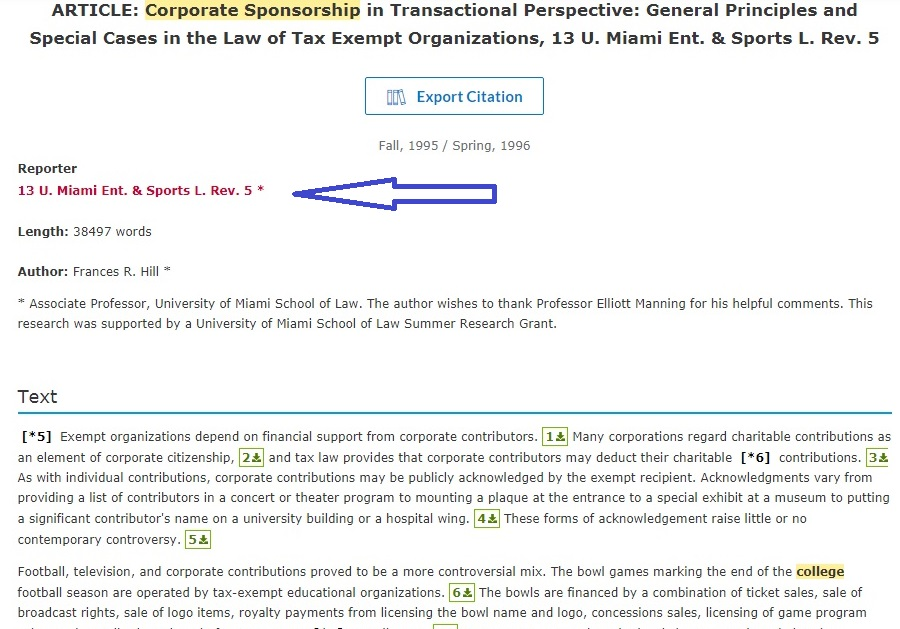 ARTICLE: Corporate Sponsorship in Transactional Perspective: General Principles and
Special Cases in the Law of Tax Exempt Organizations, 13 U. Miami Ent. & Sports L. Rev. 5
Export Citation
Fall, 1995 / Spring, 1996
Reporter
13 U. Miami Ent. & Sports L. Rev. 5 *
Length: 38497 words
Author: Frances R. Hill *
* Associate Professor, University of Miami School of Law. The author wishes to thank Professor Elliott Manning for his helpful comments. This
research was supported by a University of Miami School of Law Summer Research Grant.
Text
[*5] Exempt organizations depend on financial support from corporate contributors. 1 Many corporations regard charitable contributions as
an element of corporate citizenship, 2 and tax law provides that corporate contributors may deduct their charitable [*6] contributions. 3
As with individual contributions, corporate contributions may be publicly acknowledged by the exempt recipient. Acknowledgments vary from
providing a list of contributors in a concert or theater program to mounting a plaque at the entrance to a special exhibit at a museum to putting
a significant contributor's name on a university building or a hospital wing. 4 These forms of acknowledgement raise little or no
contemporary controversy. 5
Football, television, and corporate contributions proved to be a more controversial mix. The bowl games marking the end of the college
football season are operated by tax-exempt educational organizations. 6 The bowls are financed by a combination of ticket sales, sale of
broadcast rights, sale of logo items, royalty payments from licensing the bowl name and logo, concessions sales, licensing of game program